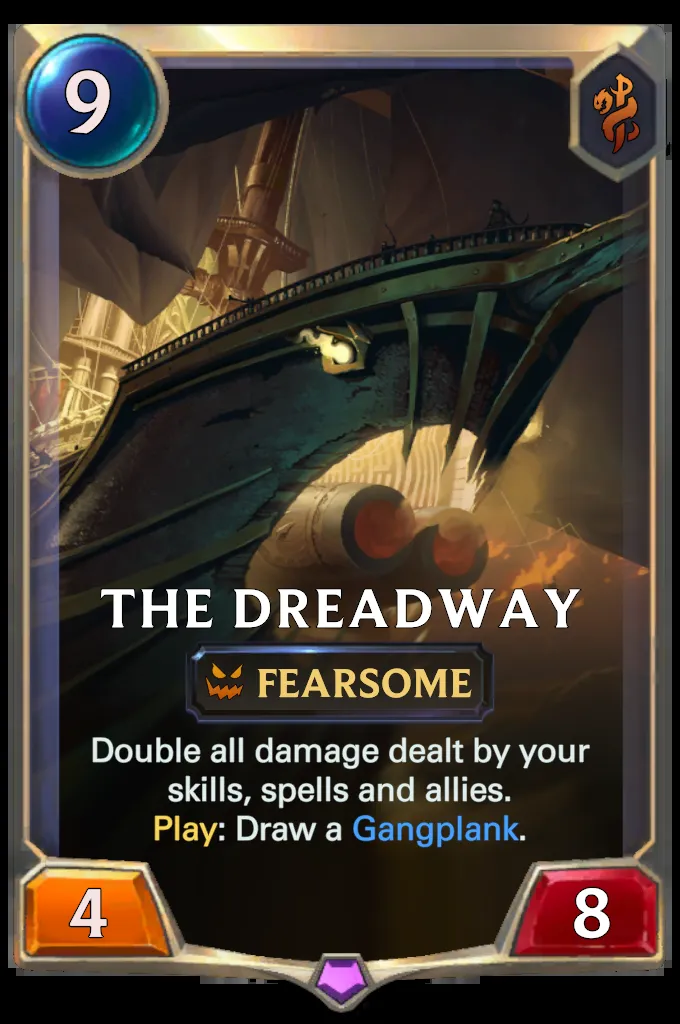 9
THE DREADWAY
FEARSOME
Double all damage dealt by your
skills, spells and allies.
Play: Draw a Gangplank.
4
8